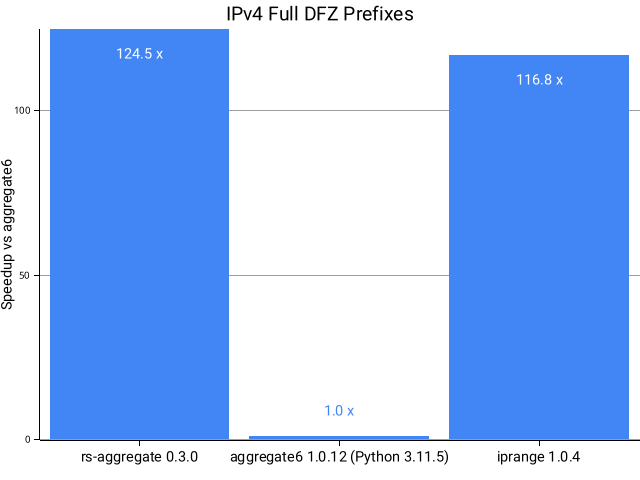 IPv4 Full DFZ Prefixes
Speedup vs aggregate6
100
50
0
124.5 x
1.0 x
116.8 x
rs-aggregate 0.3.0
aggregate6 1.0.12 (Python 3.11.5)
iprange 1.0.4